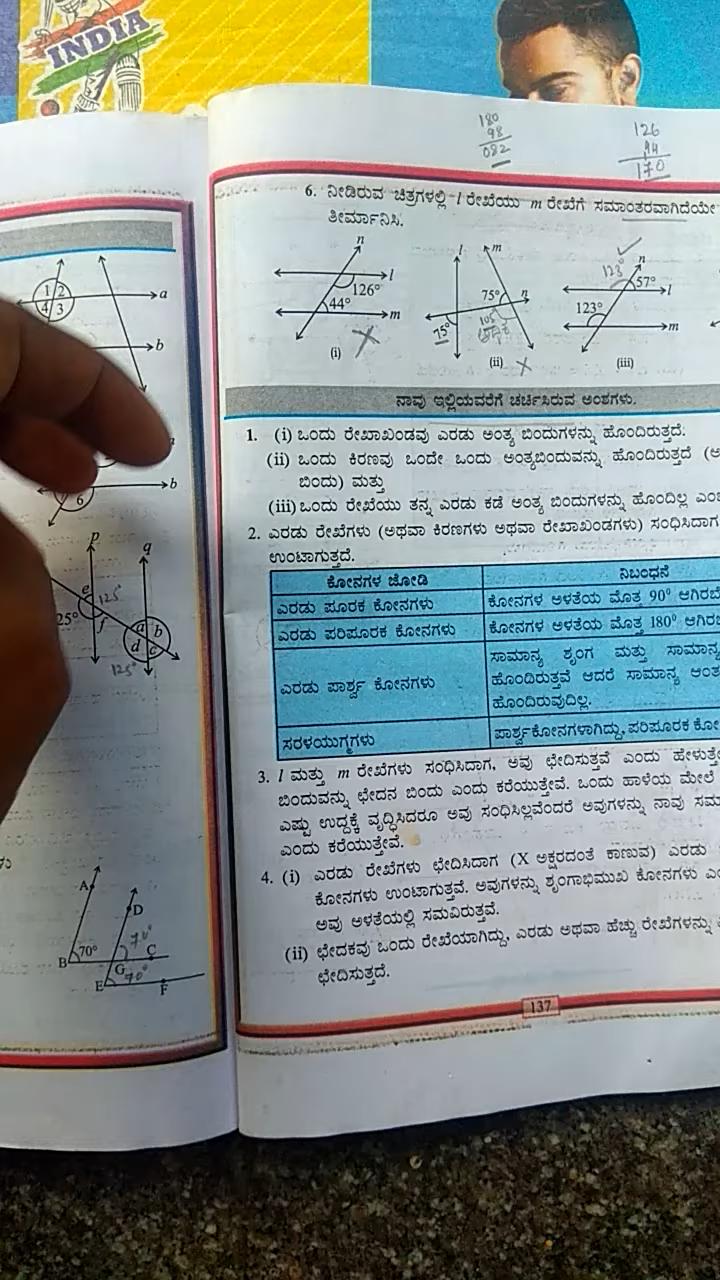 INDIA
180
98
082
126
44
170
6. ನೀಡಿರುವ ಚಿತ್ರಗಳಲ್ಲಿ l ರೇಖೆಯು m ರೇಖೆಗೆ ಸಮಾಂತರವಾಗಿದೆಯೇ
ತೀರ್ಮಾನಿಸಿ.
n
l
126°
44°
m
(i)
l
m
75°
n
75°
105°
(ii)
123°
n
57°
l
123°
m
(iii)
ನಾವು ಇಲ್ಲಿಯವರೆಗೆ ಚರ್ಚಿಸಿರುವ ಅಂಶಗಳು.
1. (i) ಒಂದು ರೇಖಾಖಂಡವು ಎರಡು ಅಂತ್ಯ ಬಿಂದುಗಳನ್ನು ಹೊಂದಿರುತ್ತದೆ.
(ii) ಒಂದು ಕಿರಣವು ಒಂದೇ ಒಂದು ಅಂತ್ಯಬಿಂದುವನ್ನು ಹೊಂದಿರುತ್ತದೆ (ಅ
ಬಿಂದು) ಮತ್ತು
(iii) ಒಂದು ರೇಖೆಯು ತನ್ನ ಎರಡು ಕಡೆ ಅಂತ್ಯ ಬಿಂದುಗಳನ್ನು ಹೊಂದಿಲ್ಲ ಎಂ
2. ಎರಡು ರೇಖೆಗಳು (ಅಥವಾ ಕಿರಣಗಳು ಅಥವಾ ರೇಖಾಖಂಡಗಳು) ಸಂಧಿಸಿದಾಗ
ಉಂಟಾಗುತ್ತದೆ.
ಕೋನಗಳ ಜೋಡಿ ನಿಬಂಧನೆ
ಎರಡು ಪೂರಕ ಕೋನಗಳು ಕೋನಗಳ ಅಳತೆಯ ಮೊತ್ತ 90° ಆಗಿರಬೆ
ಎರಡು ಪರಿಪೂರಕ ಕೋನಗಳು ಕೋನಗಳ ಅಳತೆಯ ಮೊತ್ತ 180° ಆಗಿರಬ
ಎರಡು ಪಾರ್ಶ್ವ ಕೋನಗಳು ಸಾಮಾನ್ಯ ಶೃಂಗ ಮತ್ತು ಸಾಮಾನ್ಯ
ಹೊಂದಿರುತ್ತವೆ ಆದರೆ ಸಾಮಾನ್ಯ ಅಂತ
ಹೊಂದಿರುವುದಿಲ್ಲ.
ಸರಳಯುಗ್ಮಗಳು ಪಾರ್ಶ್ವಕೋನಗಳಾಗಿದ್ದು, ಪರಿಪೂರಕ ಕೋ
3. l ಮತ್ತು m ರೇಖೆಗಳು ಸಂಧಿಸಿದಾಗ, ಅವು ಛೇದಿಸುತ್ತವೆ ಎಂದು ಹೇಳುತ್ತೇ
ಬಿಂದುವನ್ನು ಛೇದನ ಬಿಂದು ಎಂದು ಕರೆಯುತ್ತೇವೆ. ಒಂದು ಹಾಳೆಯ ಮೇಲೆ
ಎಷ್ಟು ಉದ್ದಕ್ಕೆ ವೃದ್ಧಿಸಿದರೂ ಅವು ಸಂಧಿಸಿಲ್ಲವೆಂದರೆ ಅವುಗಳನ್ನು ನಾವು ಸಮ
ಎಂದು ಕರೆಯುತ್ತೇವೆ.
4. (i) ಎರಡು ರೇಖೆಗಳು ಛೇದಿಸಿದಾಗ (X ಅಕ್ಷರದಂತೆ ಕಾಣುವ) ಎರಡು
ಕೋನಗಳು ಉಂಟಾಗುತ್ತವೆ. ಅವುಗಳನ್ನು ಶೃಂಗಾಭಿಮುಖ ಕೋನಗಳು ಎ
ಅವು ಅಳತೆಯಲ್ಲಿ ಸಮವಿರುತ್ತವೆ.
(ii) ಛೇದಕವು ಒಂದು ರೇಖೆಯಾಗಿದ್ದು, ಎರಡು ಅಥವಾ ಹೆಚ್ಚು ರೇಖೆಗಳನ್ನು
ಛೇದಿಸುತ್ತದೆ.
137
1 2
4 3
a
b
b
6
p
q
e
125°
25°
f
a b
d c
125°
A
D
70°
B
70°
G
C
E
70°
F